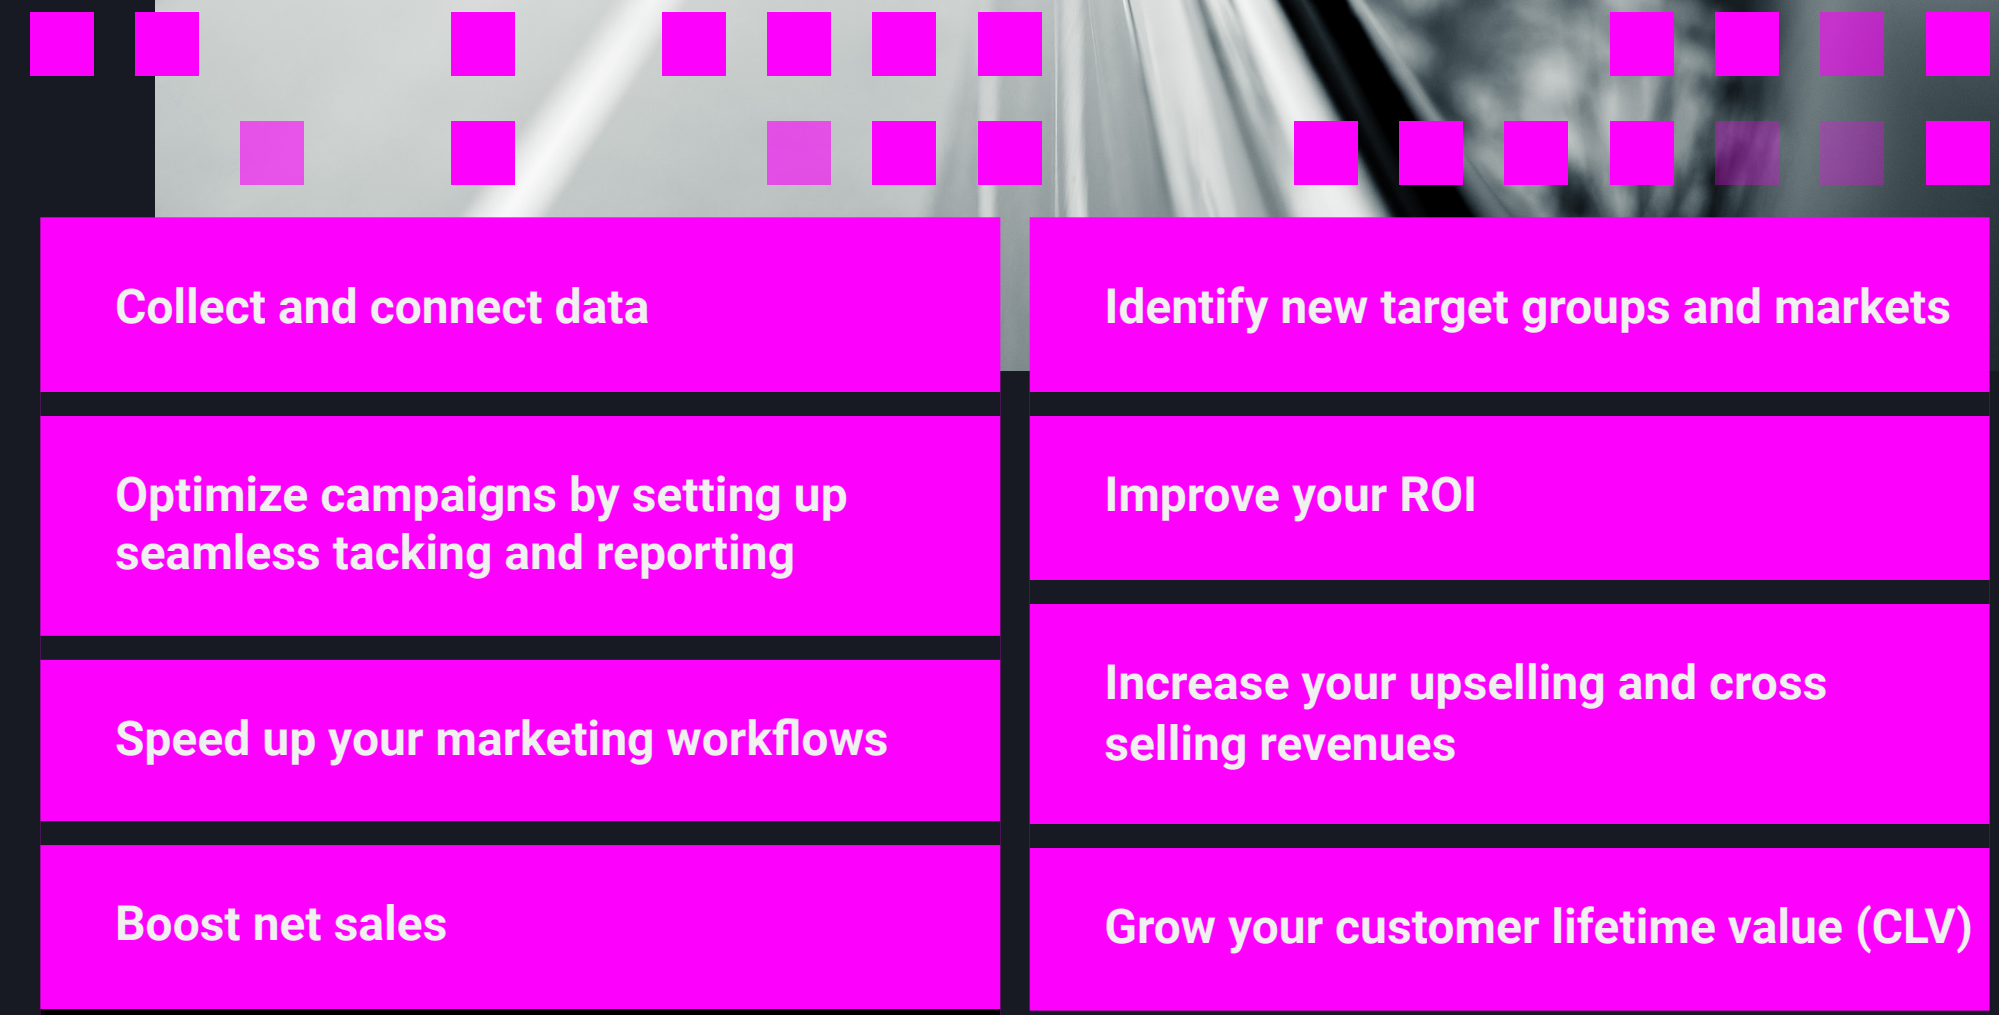 Collect and connect data
Optimize campaigns by setting up
seamless tacking and reporting
Speed up your marketing workflows
Boost net sales
Identify new target groups and markets
Improve your ROI
Increase your upselling and cross
selling revenues
Grow your customer lifetime value (CLV)